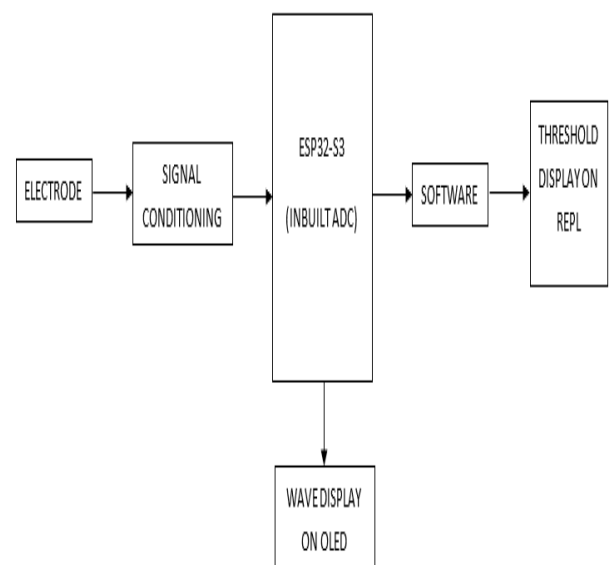 ELECTRODE
SIGNAL
CONDITIONING
ESP32-S3
(INBUILT ADC)
SOFTWARE
THRESHOLD
DISPLAY ON
REPL
WAVE DISPLAY
ON OLED